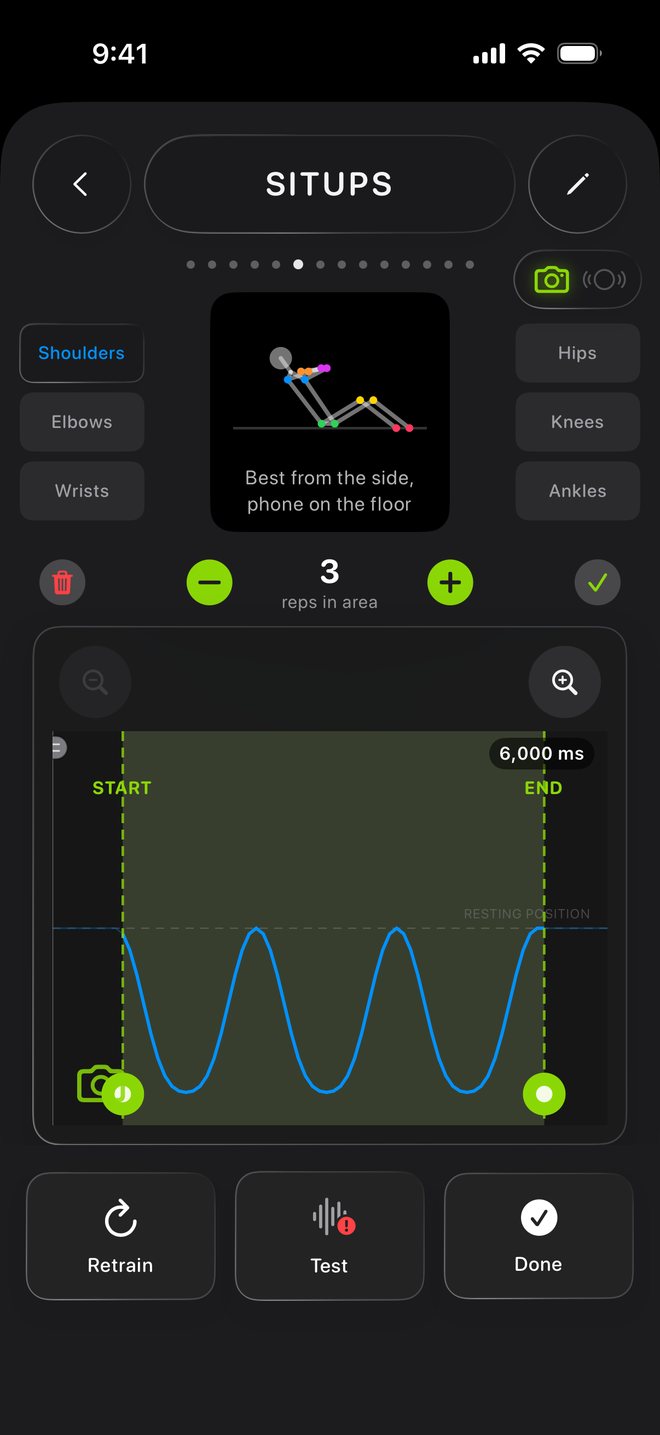 9:41
SITUPS
Shoulders
Hips
Elbows
Knees
Wrists
Ankles
Best from the side,
phone on the floor
3
reps in area
6,000 ms
START
END
RESTING POSITION
Retrain
Test
Done